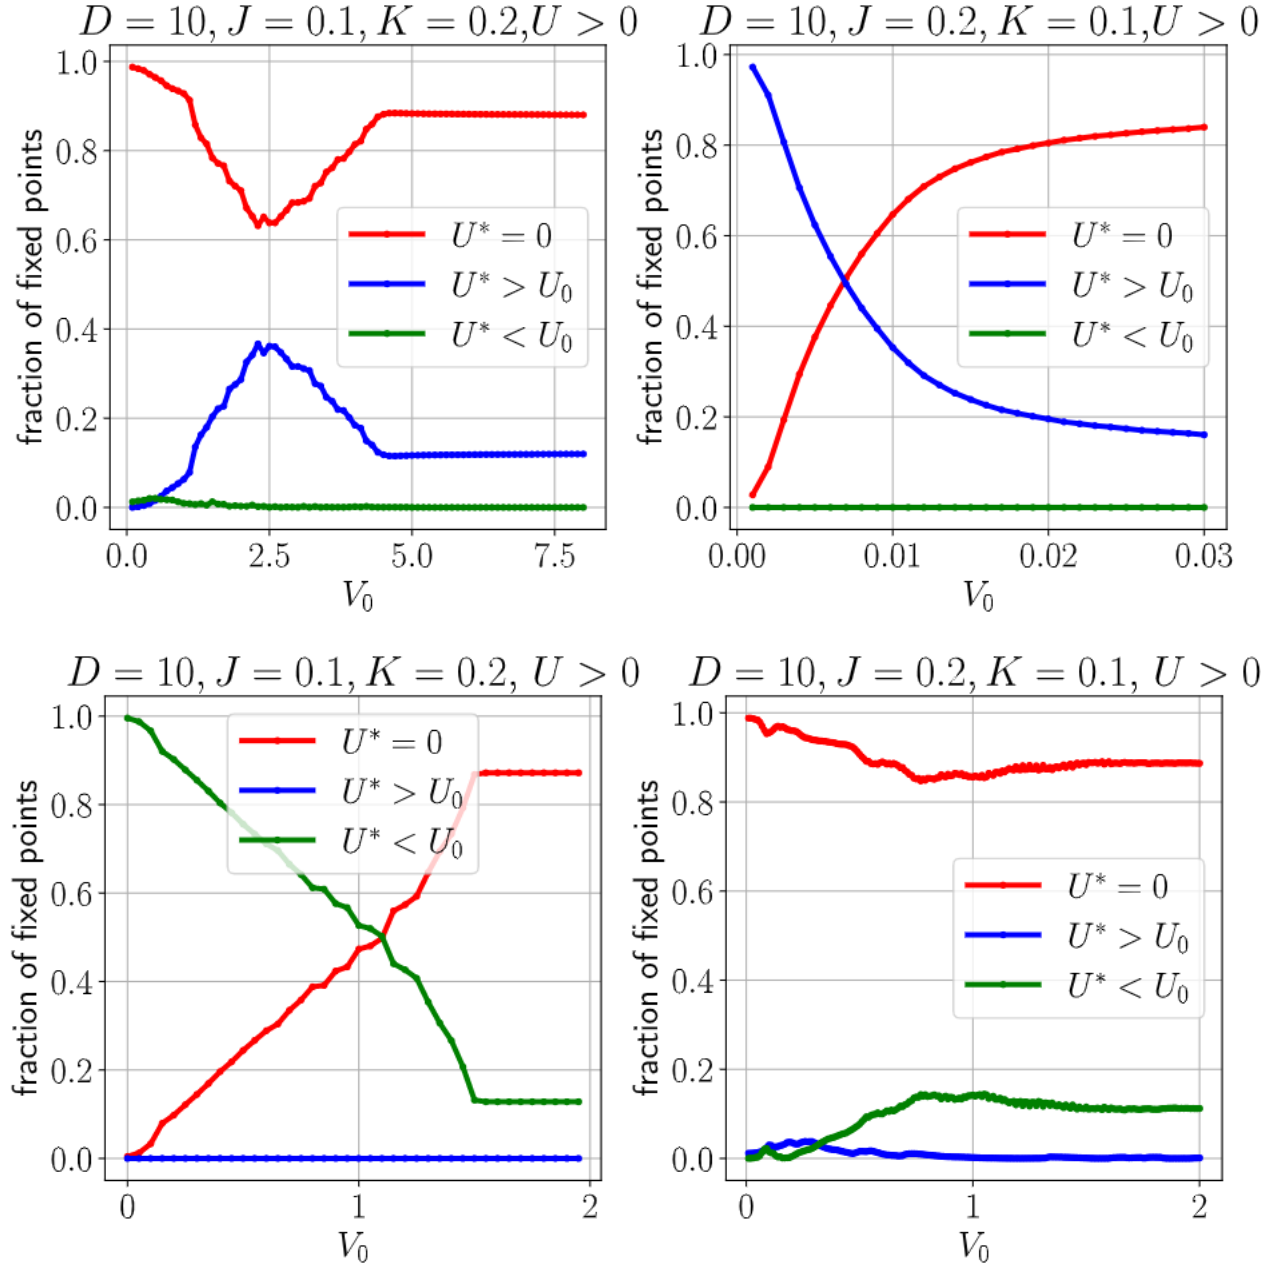 D = 10, J = 0.1, K = 0.2,U > 0
fraction of fixed points
1.0
0.8
0.6
0.4
0.2
0.0
U* = 0
U* > U₀
U* < U₀
0.0 2.5 5.0 7.5
V₀
D = 10, J = 0.2, K = 0.1,U > 0
fraction of fixed points
1.0
0.8
0.6
0.4
0.2
0.0
U* = 0
U* > U₀
U* < U₀
0.00 0.01 0.02 0.03
V₀
D = 10, J = 0.1, K = 0.2, U > 0
fraction of fixed points
1.0
0.8
0.6
0.4
0.2
0.0
U* = 0
U* > U₀
U* < U₀
0 1 2
V₀
D = 10, J = 0.2, K = 0.1, U > 0
fraction of fixed points
1.0
0.8
0.6
0.4
0.2
0.0
U* = 0
U* > U₀
U* < U₀
0 1 2
V₀